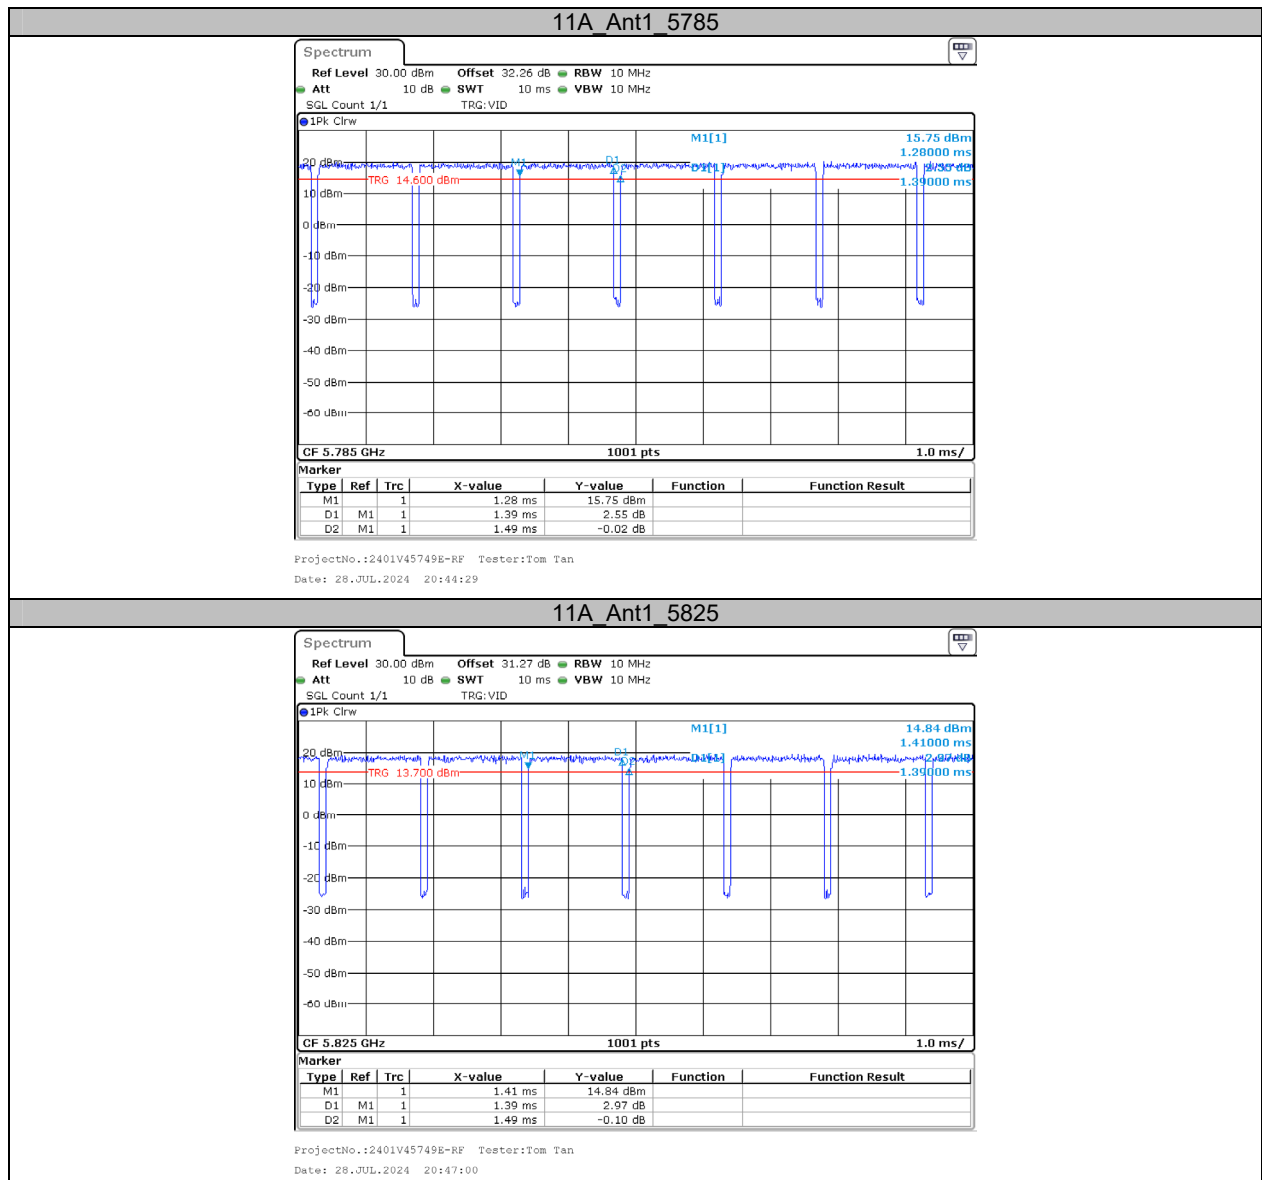 11A_Ant1_5785
Spectrum
Ref Level 30.00 dBm Offset 32.26 dB RBW 10 MHz
Att 10 dB SWT 10 ms VBW 10 MHz
SGL Count 1/1 TRG:VID
1Pk Clrw
M1[1] 15.75 dBm
1.28000 ms
D1[1]
1.39000 ms
M1
D1
20 dBm
TRG 14.600 dBm
10 dBm
0 dBm
-10 dBm
-20 dBm
-30 dBm
-40 dBm
-50 dBm
-60 dBm
CF 5.785 GHz 1001 pts 1.0 ms/
Marker
Type Ref Trc X-value Y-value Function Function Result
M1 1 1.28 ms 15.75 dBm
D1 M1 1 1.39 ms 2.55 dB
D2 M1 1 1.49 ms -0.02 dB
ProjectNo.:2401V45749E-RF Tester:Tom Tan
Date: 28.JUL.2024 20:44:29
11A_Ant1_5825
Spectrum
Ref Level 30.00 dBm Offset 31.27 dB RBW 10 MHz
Att 10 dB SWT 10 ms VBW 10 MHz
SGL Count 1/1 TRG:VID
1Pk Clrw
M1[1] 14.84 dBm
1.41000 ms
D1[1]
1.39000 ms
M1
D1
20 dBm
TRG 13.700 dBm
10 dBm
0 dBm
-10 dBm
-20 dBm
-30 dBm
-40 dBm
-50 dBm
-60 dBm
CF 5.825 GHz 1001 pts 1.0 ms/
Marker
Type Ref Trc X-value Y-value Function Function Result
M1 1 1.41 ms 14.84 dBm
D1 M1 1 1.39 ms 2.97 dB
D2 M1 1 1.49 ms -0.10 dB
ProjectNo.:2401V45749E-RF Tester:Tom Tan
Date: 28.JUL.2024 20:47:00